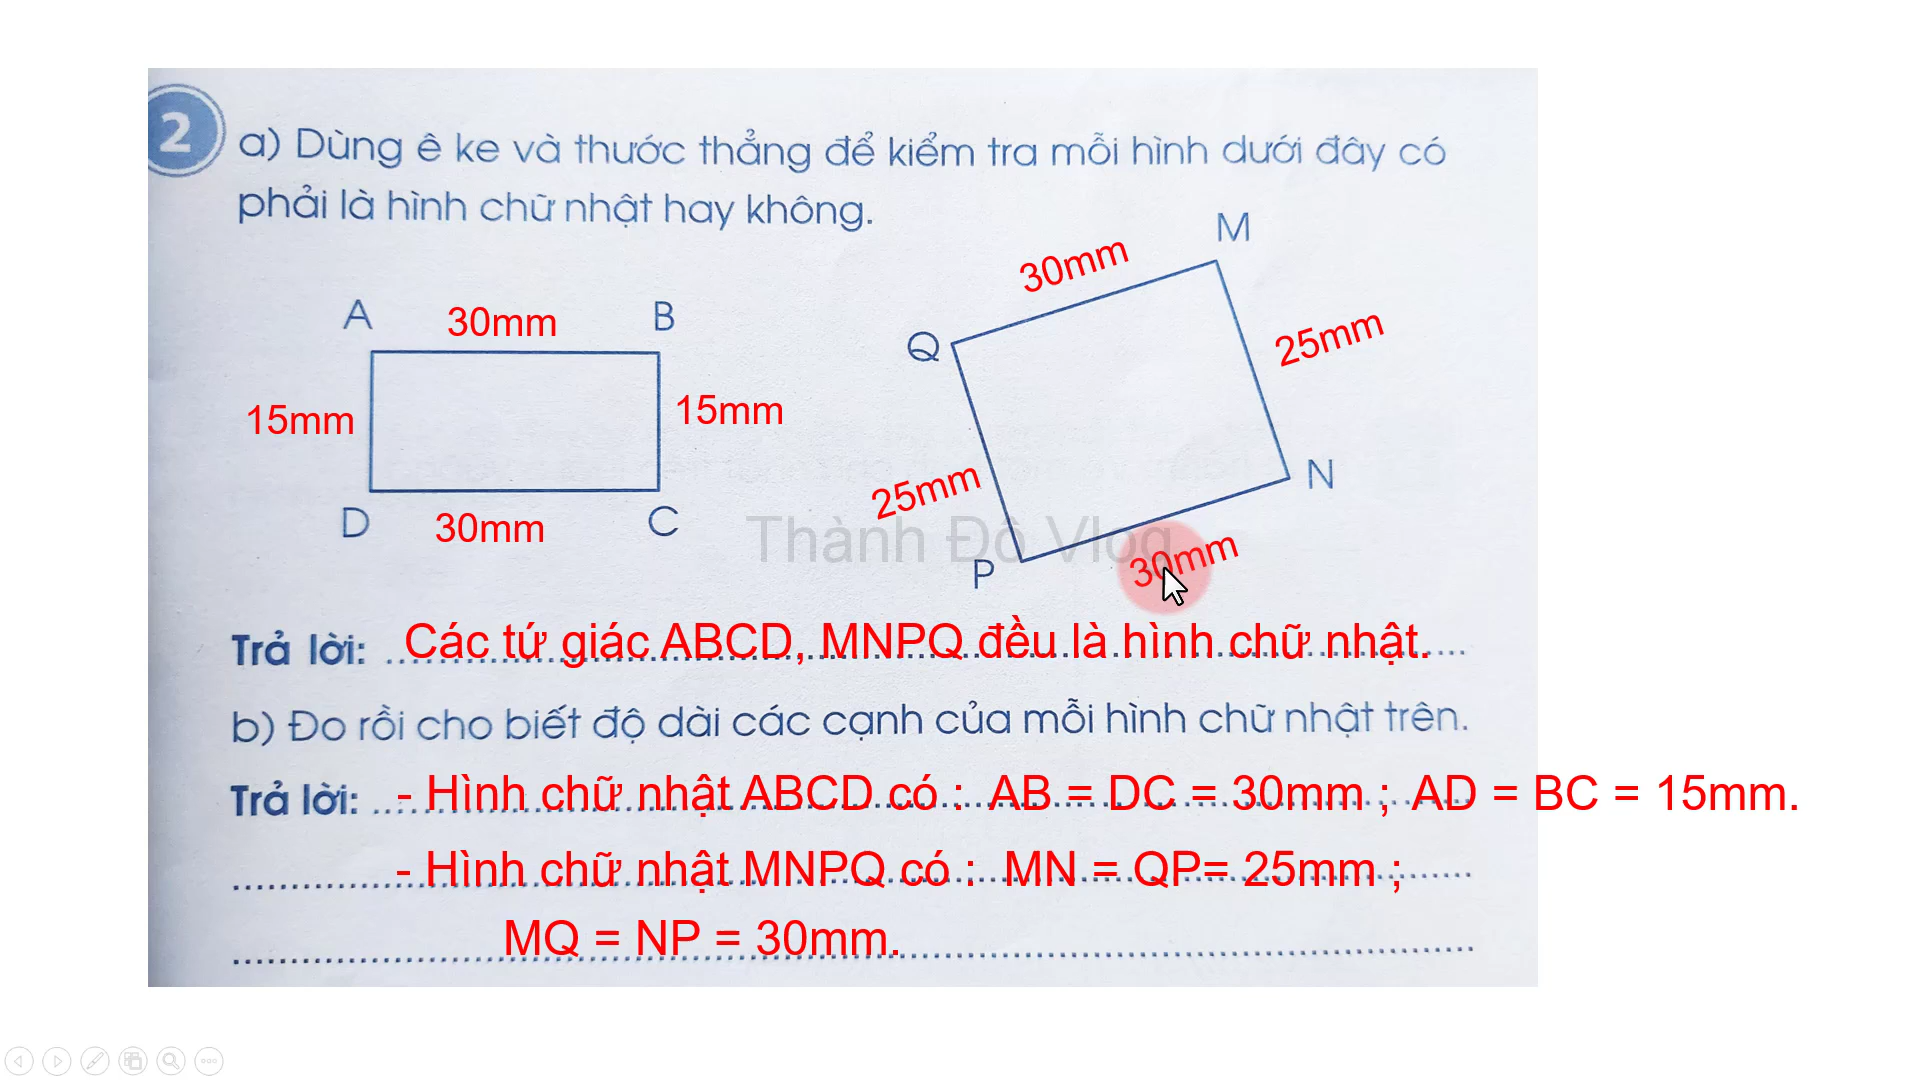 2
a) Dùng ê ke và thước thẳng để kiểm tra mỗi hình dưới đây có
phải là hình chữ nhật hay không.
M
30mm
A
30mm
B
Q
25mm
15mm
15mm
25mm
N
D
30mm
C
Thành Đô Vlog
P
30mm
Trả lời: Các tứ giác ABCD, MNPQ đều là hình chữ nhật.
b) Đo rồi cho biết độ dài các cạnh của mỗi hình chữ nhật trên.
Trả lời: - Hình chữ nhật ABCD có : AB = DC = 30mm ; AD = BC = 15mm.
- Hình chữ nhật MNPQ có : MN = QP= 25mm ;
MQ = NP = 30mm.